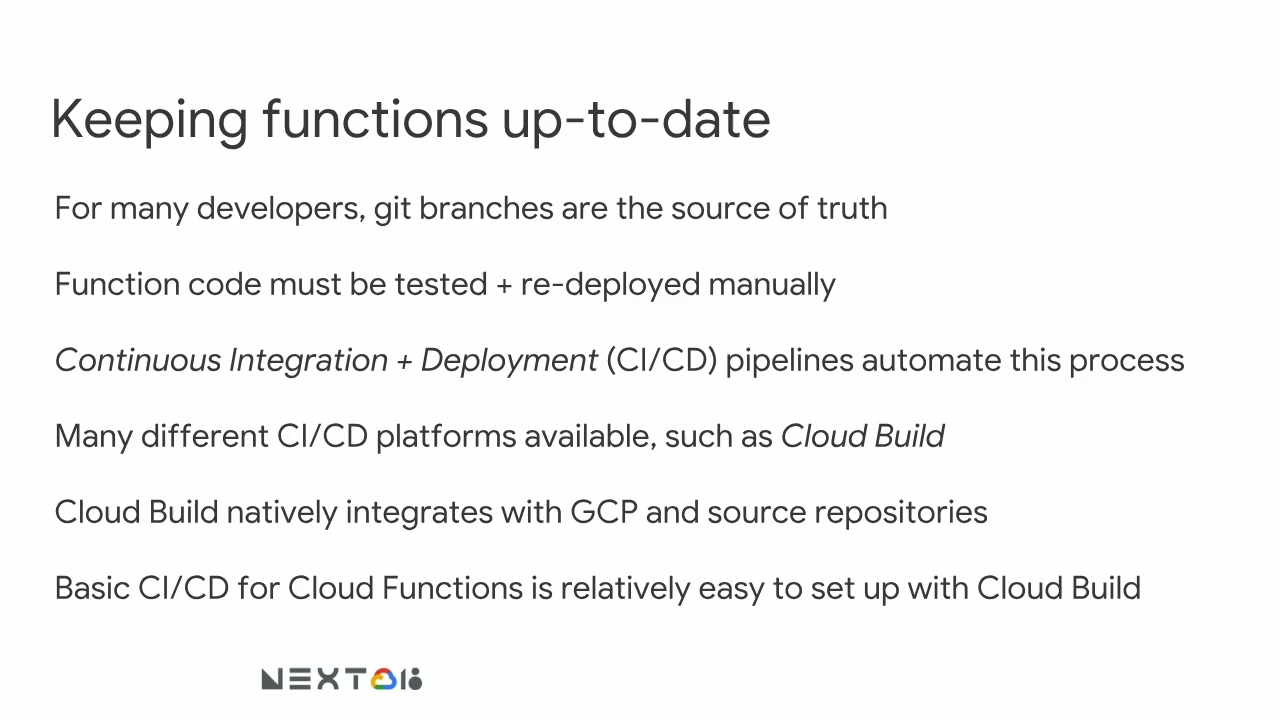 Keeping functions up-to-date
For many developers, git branches are the source of truth
Function code must be tested + re-deployed manually
Continuous Integration + Deployment (CI/CD) pipelines automate this process
Many different CI/CD platforms available, such as Cloud Build
Cloud Build natively integrates with GCP and source repositories
Basic CI/CD for Cloud Functions is relatively easy to set up with Cloud Build
NEXT 18